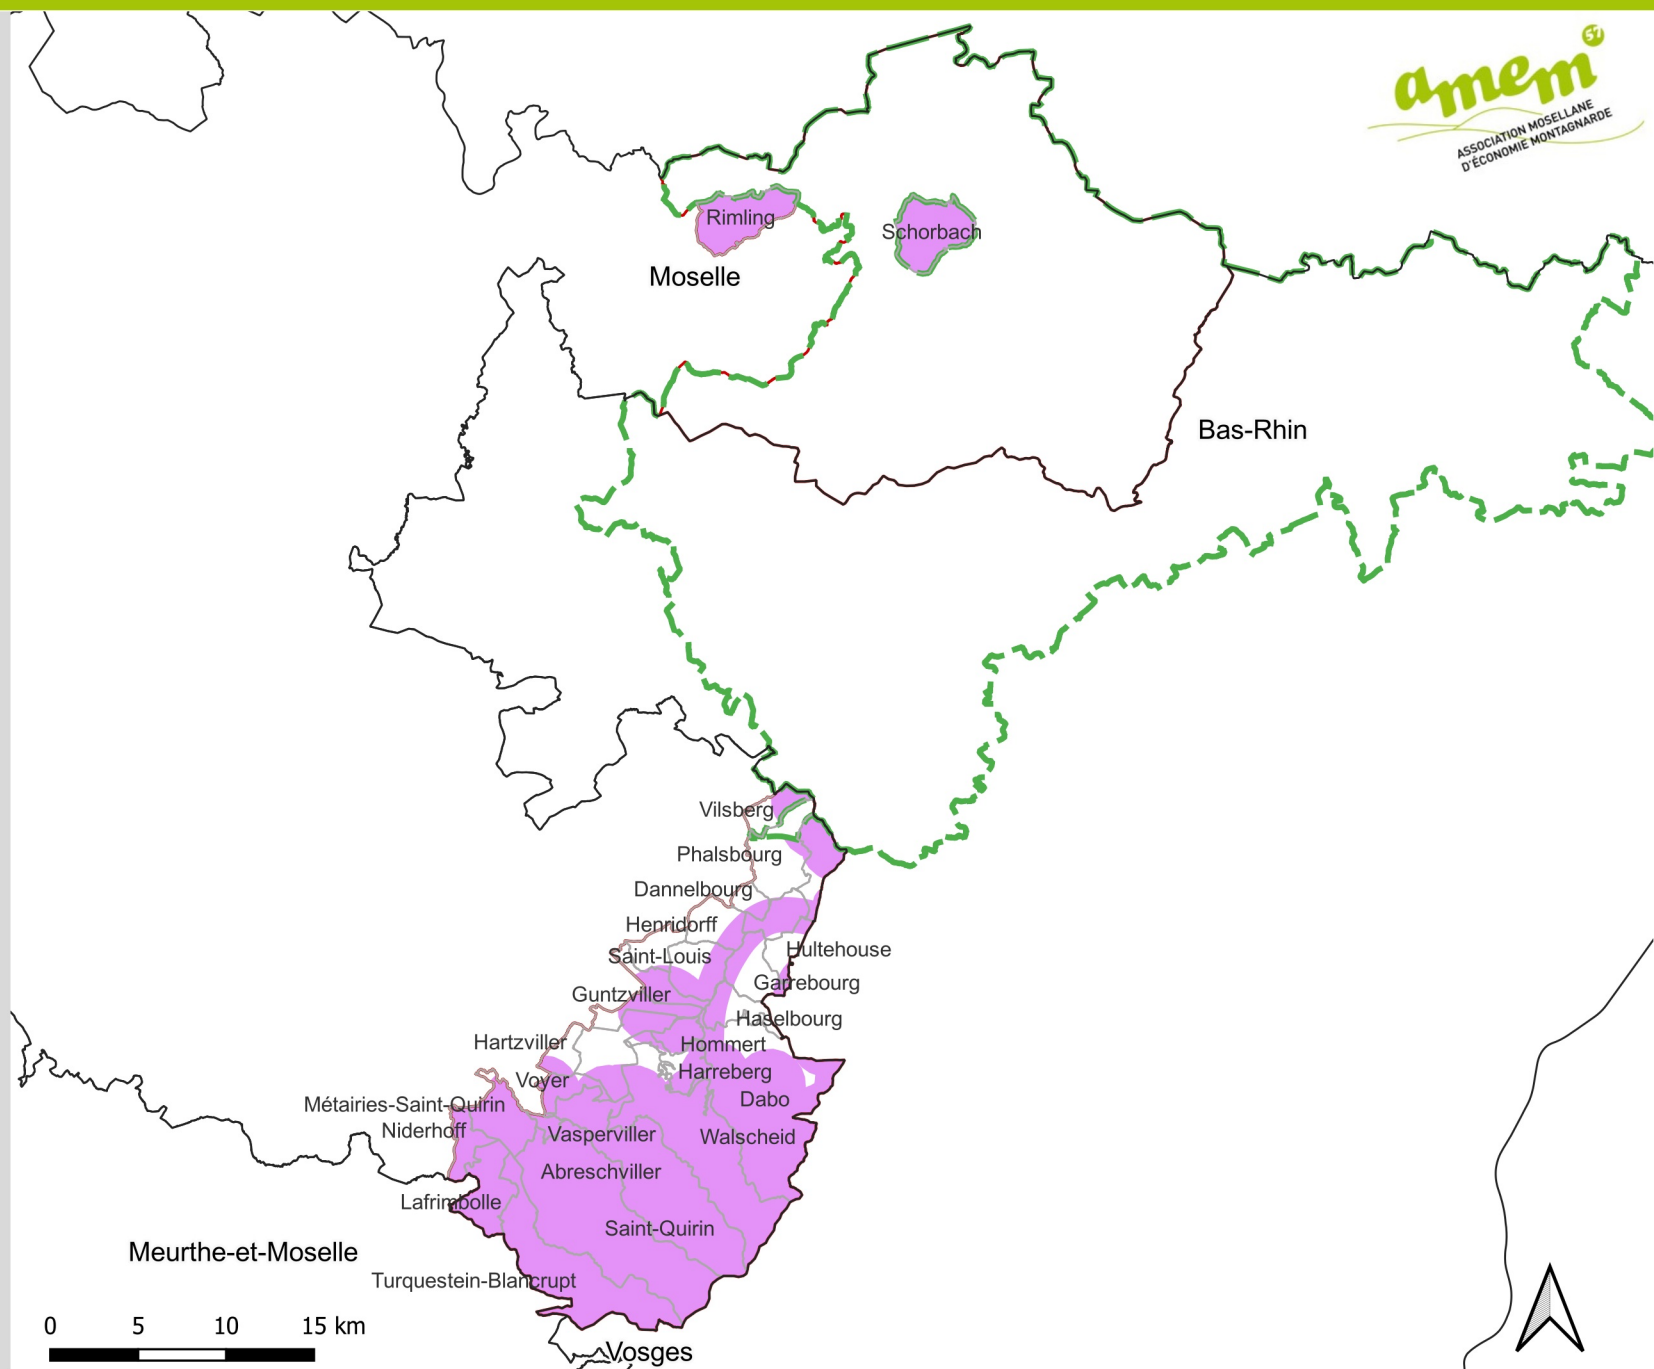 amem
57
ASSOCIATION MOSELLANE
D'ÉCONOMIE MONTAGNARDE
Rimling
Schorbach
Moselle
Bas-Rhin
Vilsberg
Phalsbourg
Dannelbourg
Henridorff
Hultehouse
Saint-Louis
Garrebourg
Guntzviller
Haselbourg
Hartzviller
Hommert
Harreberg
Voyer
Dabo
Métairies-Saint-Quirin
Niderhoff
Vasperviller
Walscheid
Abreschviller
Lafrimbolle
Saint-Quirin
Meurthe-et-Moselle
Turquestein-Blancrupt
0 5 10 15 km
Vosges